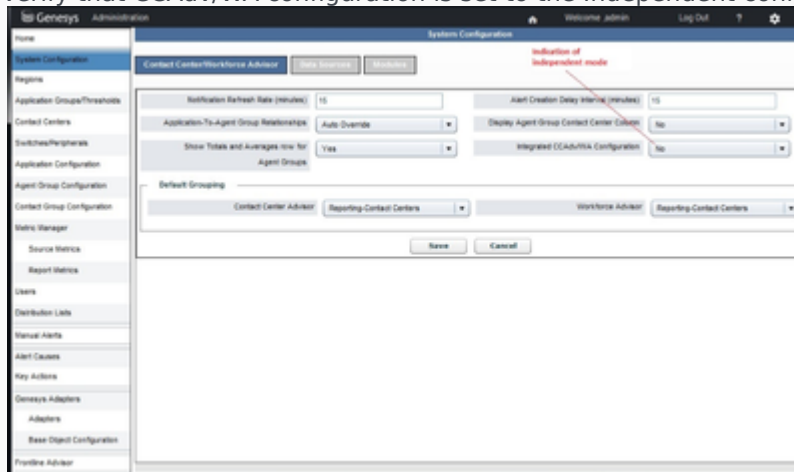 verify that CCAdv/WA configuration is set to the independent
Genesys Administration
Welcome ,admin
Log Out
?
Home
System Configuration
Regions
Application Groups/Thresholds
Contact Centers
Switches/Peripherals
Application Configuration
Agent Group Configuration
Contact Group Configuration
Metric Manager
Source Metrics
Report Metrics
Users
Distribution Lists
Manual Alerts
Alert Causes
Key Actions
Genesys Adapters
Adapters
Base Object Configuration
Frontline Advisor
System Configuration
Contact Center/Workforce Advisor
Data Sources
Modules
Indication of
independent mode
Notification Refresh Rate (minutes)
15
Alert Creation Delay Interval (minutes)
15
Application-To-Agent Group Relationships
Auto Override
Display Agent Group Contact Center Column
No
Show Totals and Averages row for
Agent Groups
Yes
Integrated CCAdv/WA Configuration
No
Default Grouping
Contact Center Advisor
Reporting-Contact Centers
Workforce Advisor
Reporting-Contact Centers
Save
Cancel